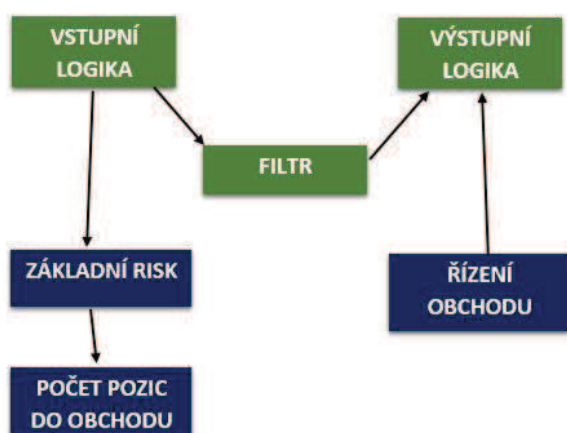 VSTUPNÍ
LOGIKA
VÝSTUPNÍ
LOGIKA
FILTR
ZÁKLADNÍ RISK
ŘÍZENÍ
OBCHODU
POČET POZIC
DO OBCHODU